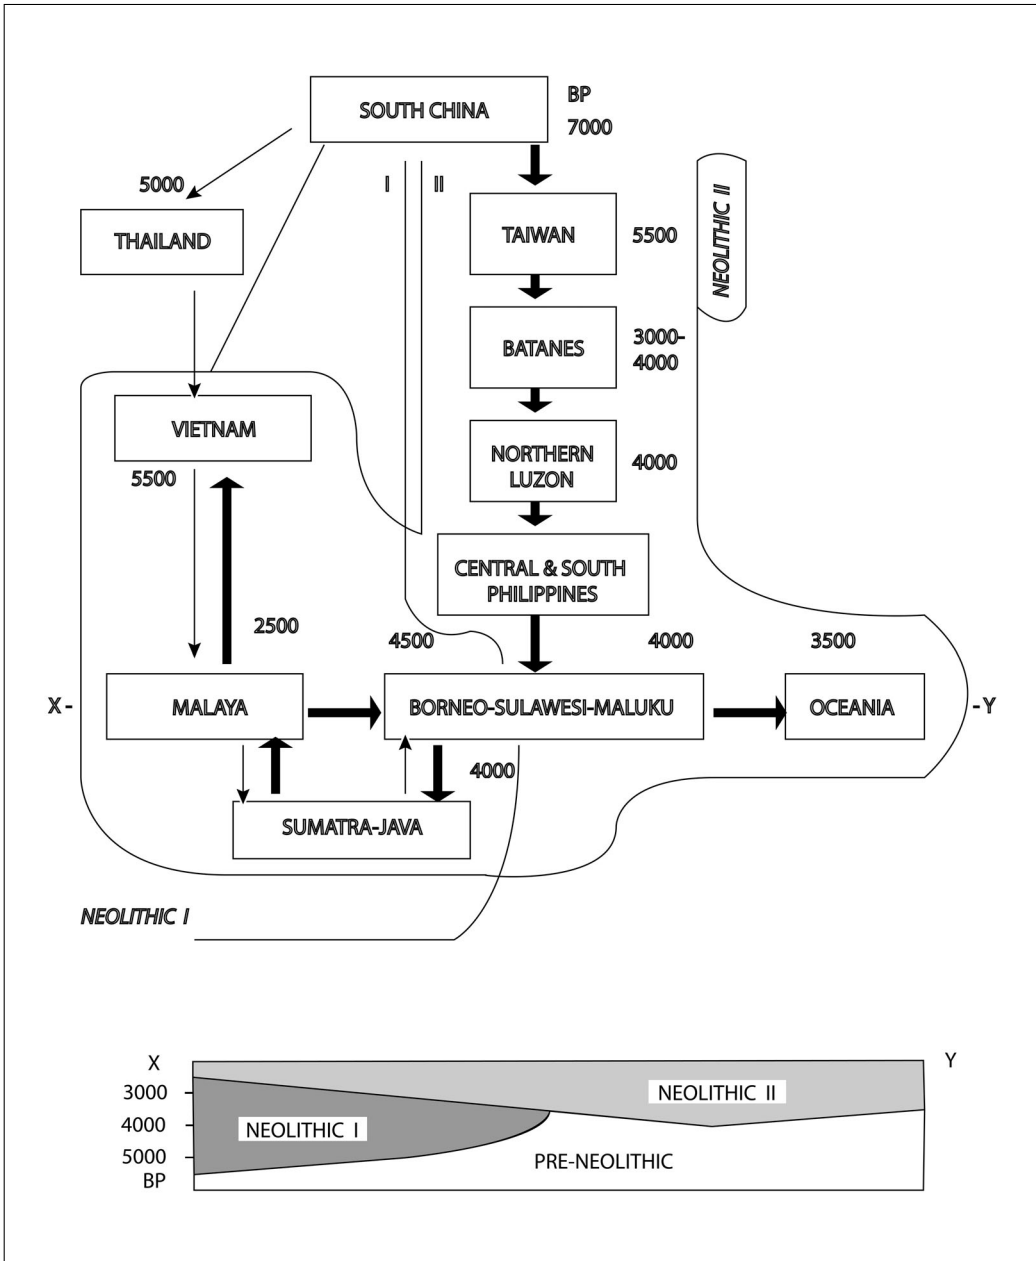 SOUTH CHINA
BP
7000
I
II
5000
THAILAND
TAIWAN
5500
NEOLITHIC II
BATANES
3000-
4000
VIETNAM
5500
NORTHERN
LUZON
4000
CENTRAL & SOUTH
PHILIPPINES
2500
4500
4000
3500
X -
MALAYA
BORNEO-SULAWESI-MALUKU
OCEANIA
- Y
4000
SUMATRA-JAVA
NEOLITHIC I
X
Y
3000
NEOLITHIC II
4000
NEOLITHIC I
5000
PRE-NEOLITHIC
BP